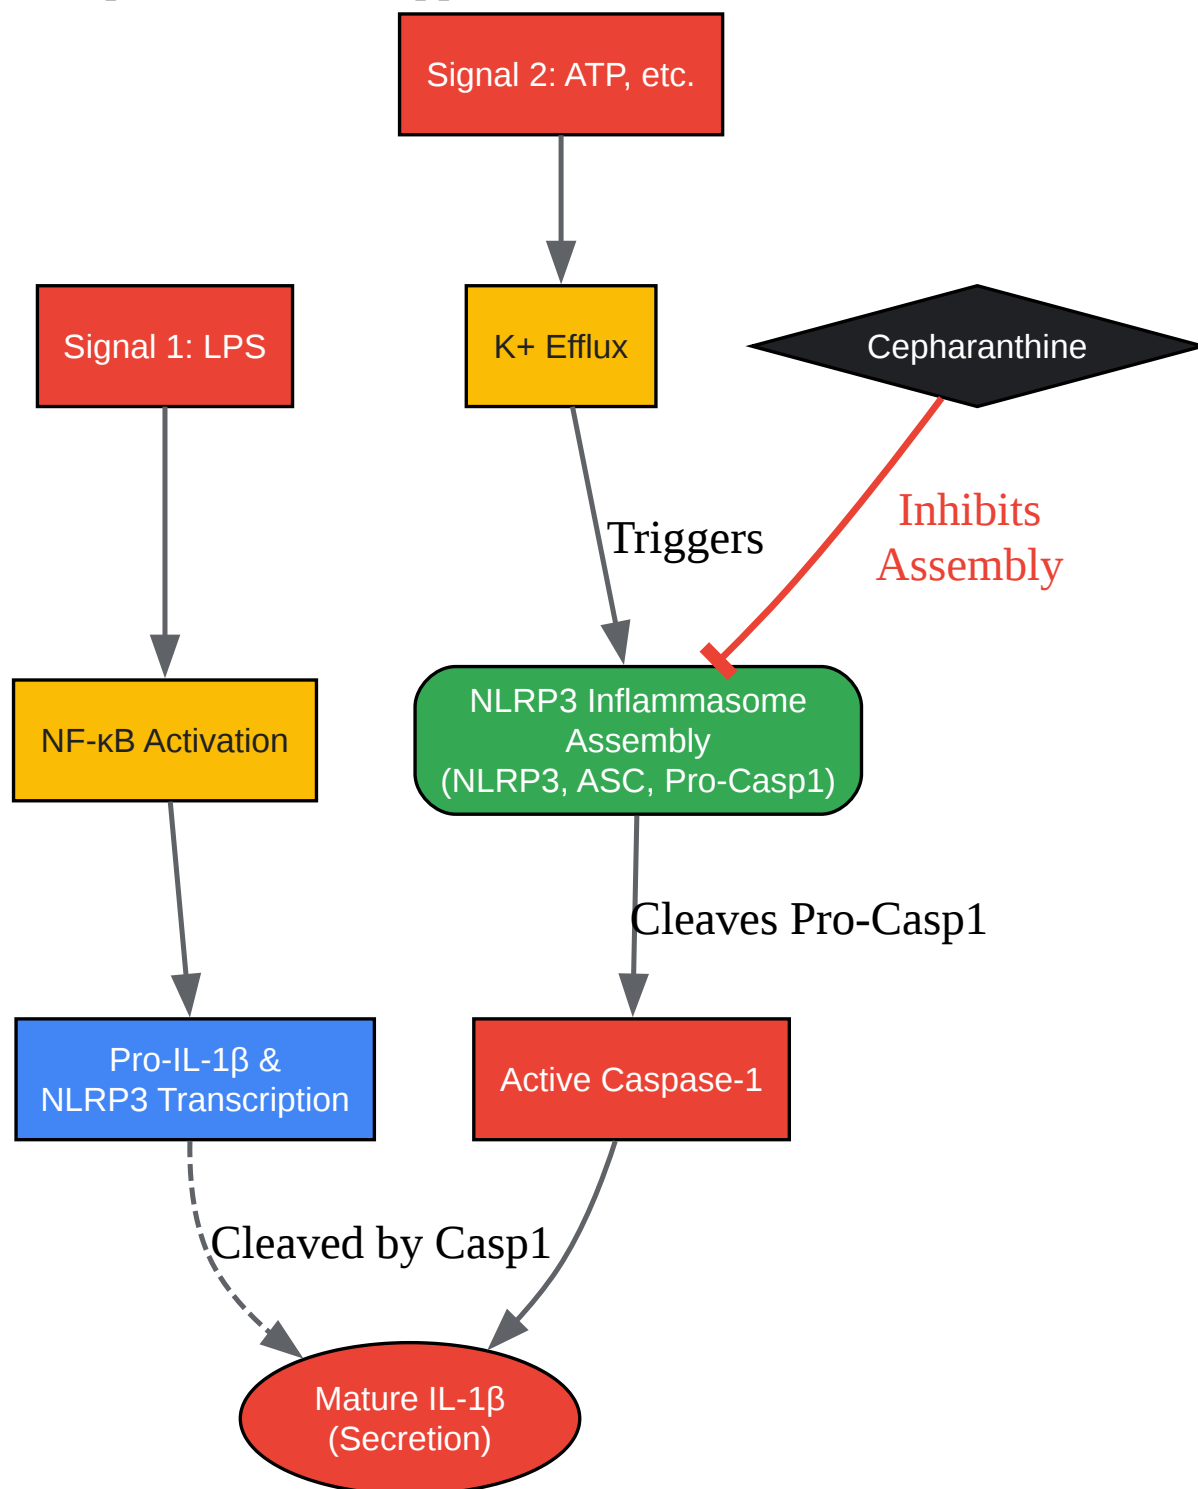 Signal 2: ATP, etc.
Signal 1: LPS
K+ Efflux
Cepharanthine
Triggers
Inhibits
Assembly
NF-κB Activation
NLRP3 Inflammasome
Assembly
(NLRP3, ASC, Pro-Casp1)
Cleaves Pro-Casp1
Pro-IL-1β &
NLRP3 Transcription
Active Caspase-1
Cleaved by Casp1
Mature IL-1β
(Secretion)